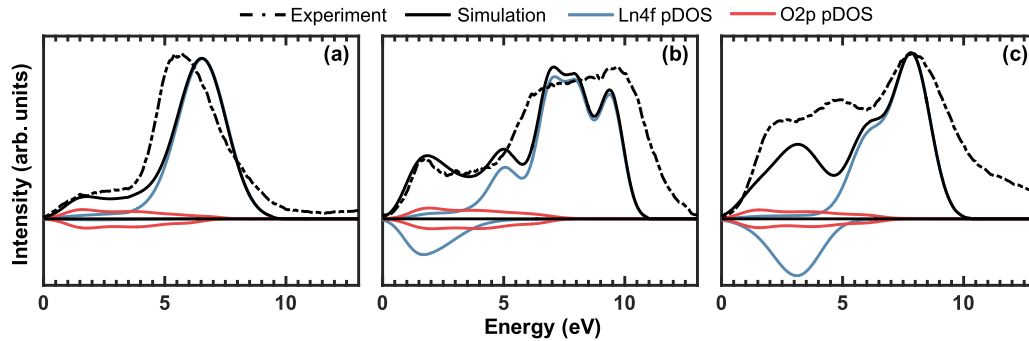 Experiment Simulation Ln4f pDOS O2p pDOS
(a) (b) (c)
Intensity (arb. units)
0 5 10 0 5 10 0 5 10
Energy (eV)